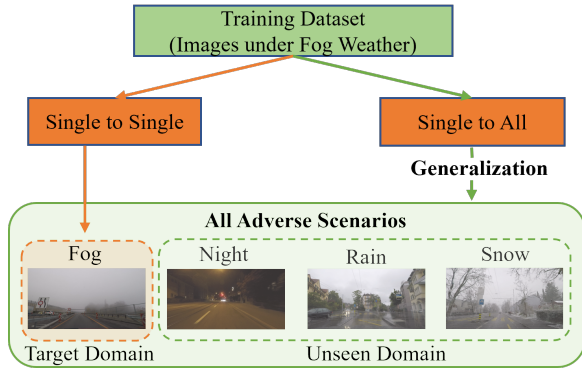 Training Dataset
(Images under Fog Weather)
Single to Single
Single to All
Generalization
All Adverse Scenarios
Fog
Night
Rain
Snow
Target Domain
Unseen Domain